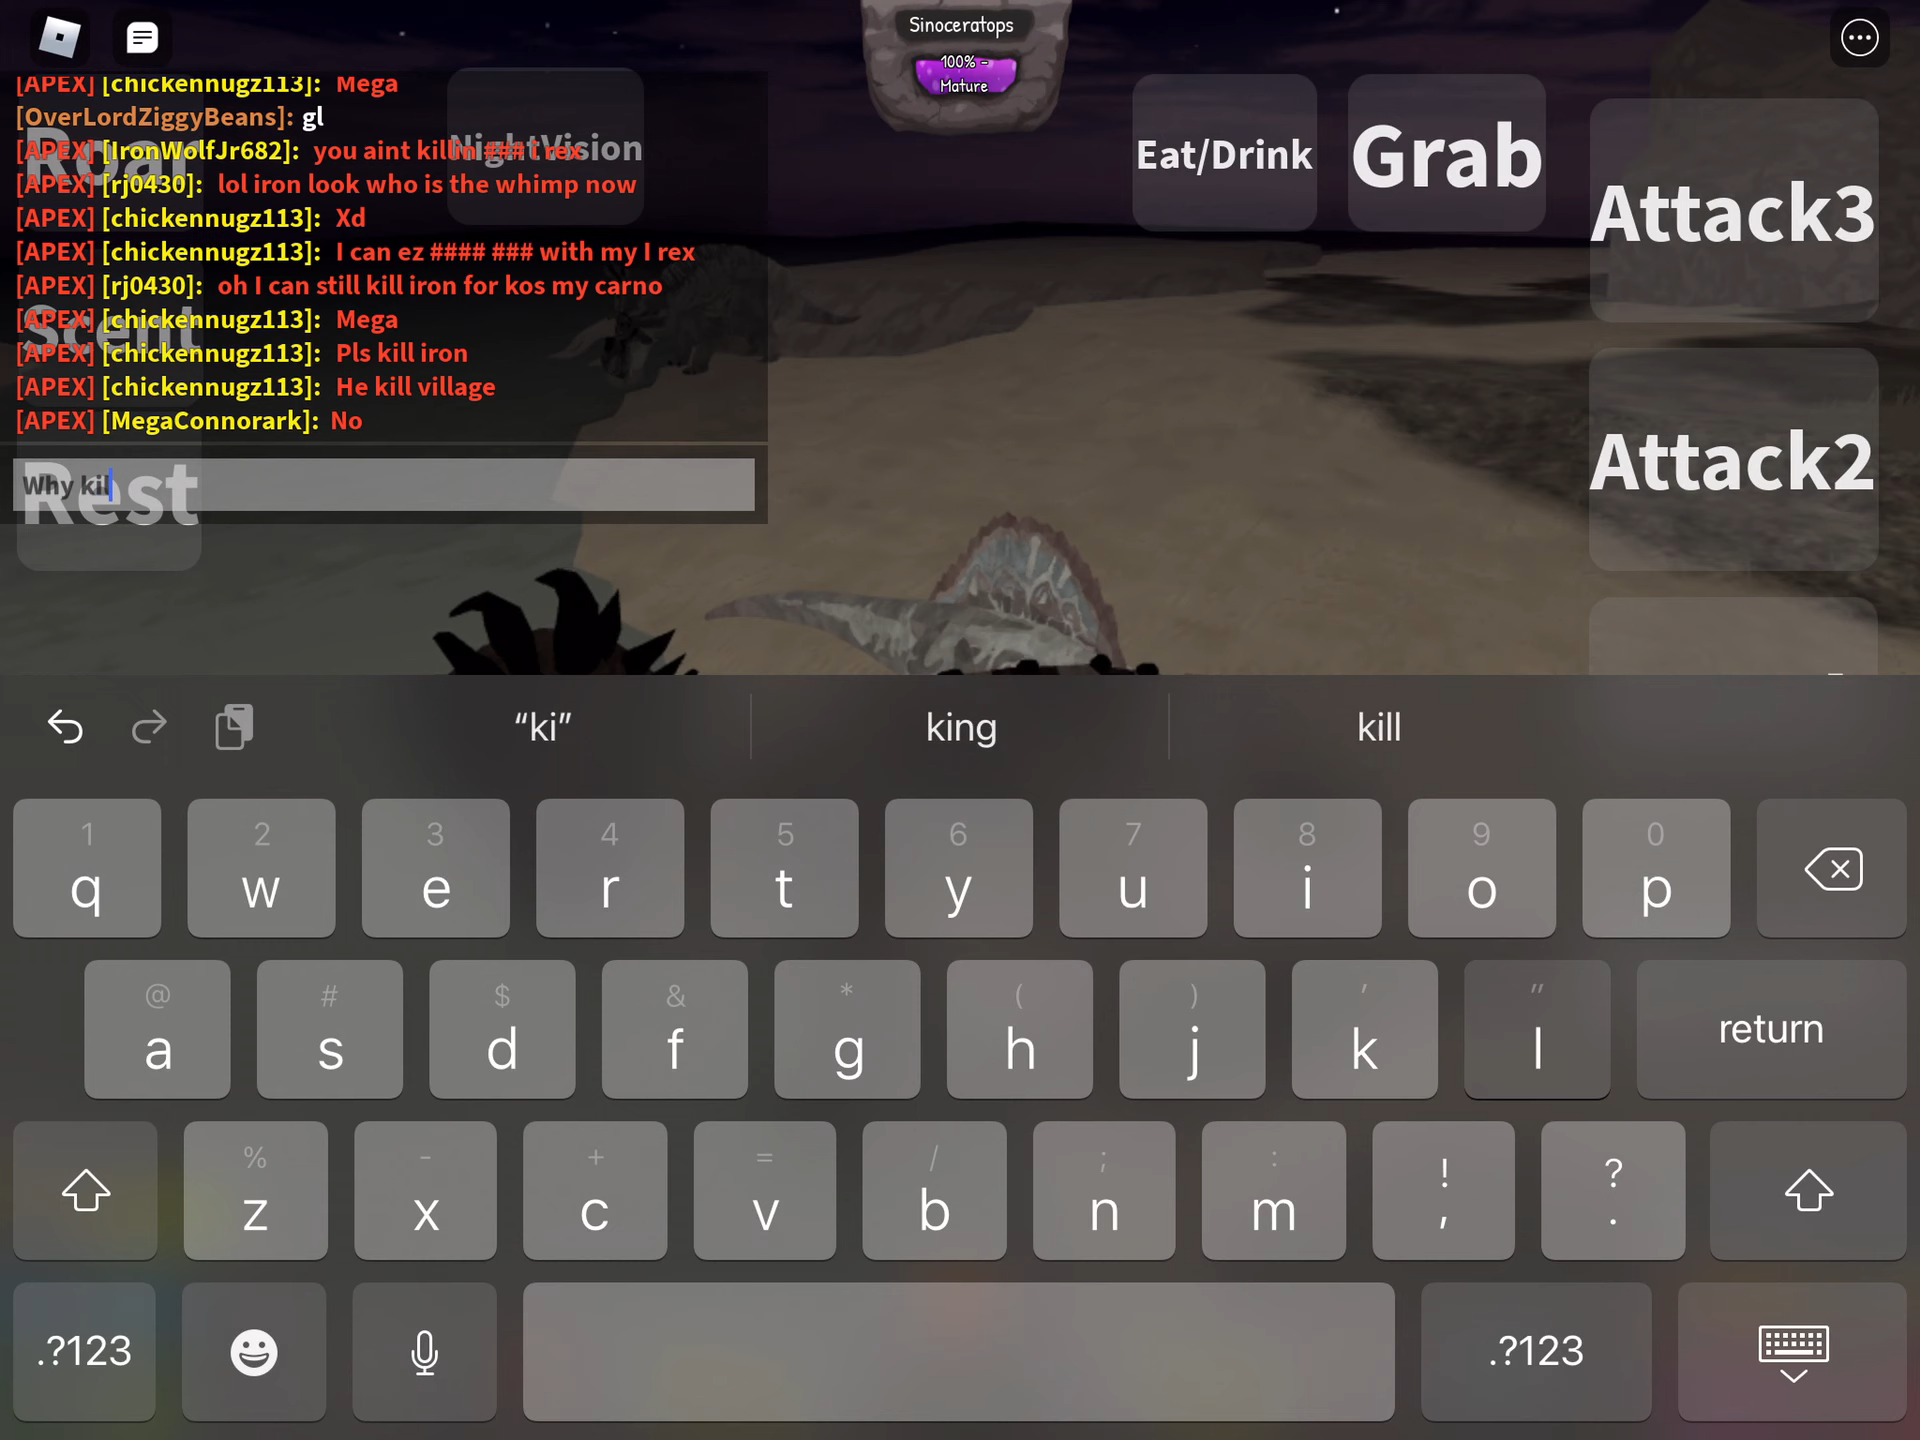 Sinoceratops
100% -
Mature
[APEX] [chickennugz113]: Mega
[OverLordZiggyBeans]: gl
[APEX] [IronWolfJr682]: you aint killin ### t rex
[APEX] [rj0430]: lol iron look who is the whimp now
[APEX] [chickennugz113]: Xd
[APEX] [chickennugz113]: I can ez #### ### with my I rex
[APEX] [rj0430]: oh I can still kill iron for kos my carno
[APEX] [chickennugz113]: Mega
[APEX] [chickennugz113]: Pls kill iron
[APEX] [chickennugz113]: He kill village
[APEX] [MegaConnorark]: No
Why kil
Roar
NightVision
Scent
Rest
Eat/Drink
Grab
Attack3
Attack2
“ki” king kill
1 2 3 4 5 6 7 8 9 0
q w e r t y u i o p
@ # $ & * ( ) ' "
a s d f g h j k l return
% - + = / ; : ! ?
z x c v b n m , .
.?123 .?123